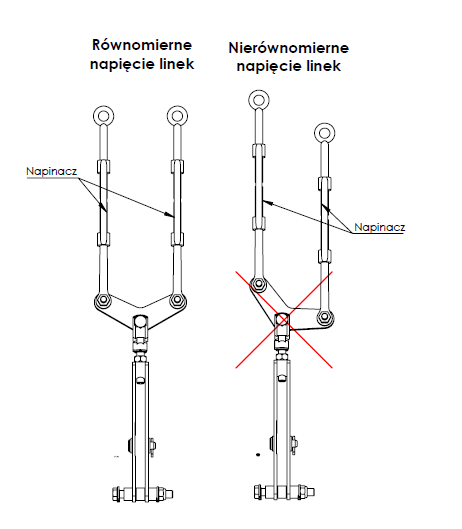 Równomierne
napięcie linek
Nierównomierne
napięcie linek
Napinacz
Napinacz